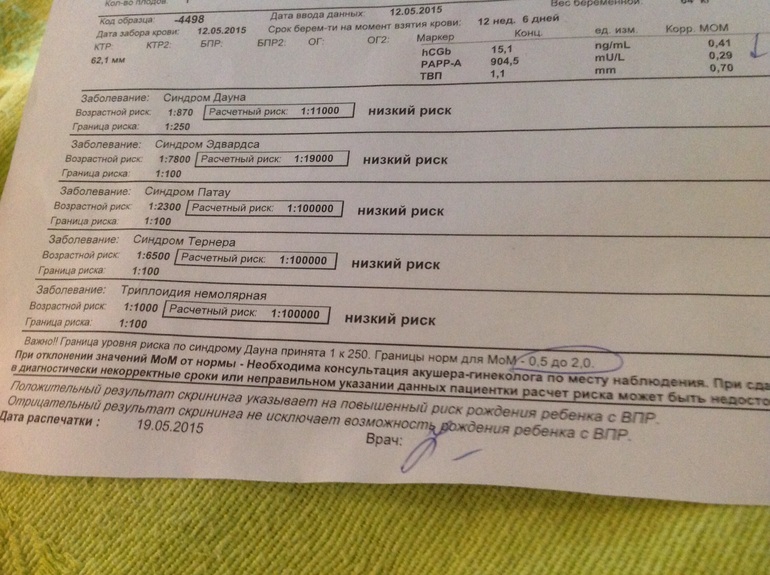 Кол-во плодов: 1 Вес беременной: 64 кг
Код образца: -4498 Дата ввода данных: 12.05.2015
Дата забора крови: 12.05.2015 Срок берем-ти на момент взятия крови: 12 нед. 6 дней
КТР: КТР2: БПР: БПР2: ОГ: ОГ2: Маркер Конц. ед. изм. Корр. МОМ
62,1 мм hCGb 15,1 ng/mL 0,41
PAPP-A 904,5 mU/L 0,29
ТВП 1,1 mm 0,70
Заболевание: Синдром Дауна
Возрастной риск: 1:870 Расчетный риск: 1:11000 низкий риск
Граница риска: 1:250
Заболевание: Синдром Эдвардса
Возрастной риск: 1:7800 Расчетный риск: 1:19000 низкий риск
Граница риска: 1:100
Заболевание: Синдром Патау
Возрастной риск: 1:2300 Расчетный риск: 1:100000 низкий риск
Граница риска: 1:100
Заболевание: Синдром Тернера
Возрастной риск: 1:6500 Расчетный риск: 1:100000 низкий риск
Граница риска: 1:100
Заболевание: Триплоидия немолярная
Возрастной риск: 1:1000 Расчетный риск: 1:100000 низкий риск
Граница риска: 1:100
Важно!! Граница уровня риска по синдрому Дауна принята 1 к 250. Границы норм для МоМ - 0,5 до 2,0.
При отклонении значений МоМ от нормы - Необходима консультация акушера-гинеколога по месту наблюдения. При сда
в диагностически некорректные сроки или неправильном указании данных пациентки расчет риска может быть недосто
Положительный результат скрининга указывает на повышенный риск рождения ребенка с ВПР.
Отрицательный результат скрининга не исключает возможность рождения ребенка с ВПР.
Дата распечатки : 19.05.2015 Врач: